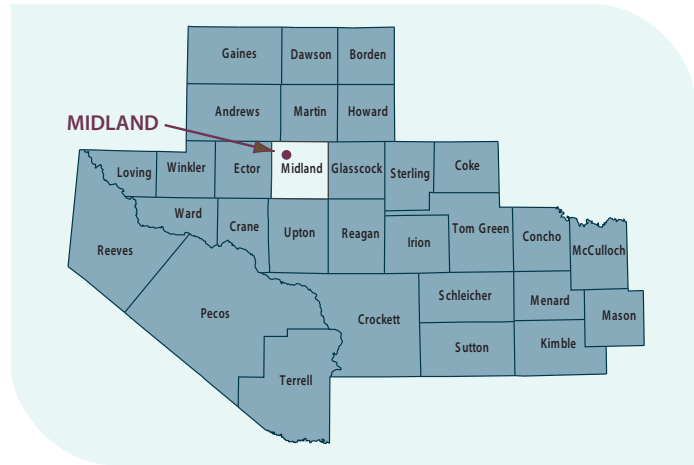 Gaines Dawson Borden
Andrews Martin Howard
MIDLAND
Loving Winkler Ector Midland Glasscock Sterling Coke
Ward Crane Upton Reagan Irion Tom Green Concho McCulloch
Reeves
Pecos Crockett Schleicher Menard Mason
Sutton Kimble
Terrell